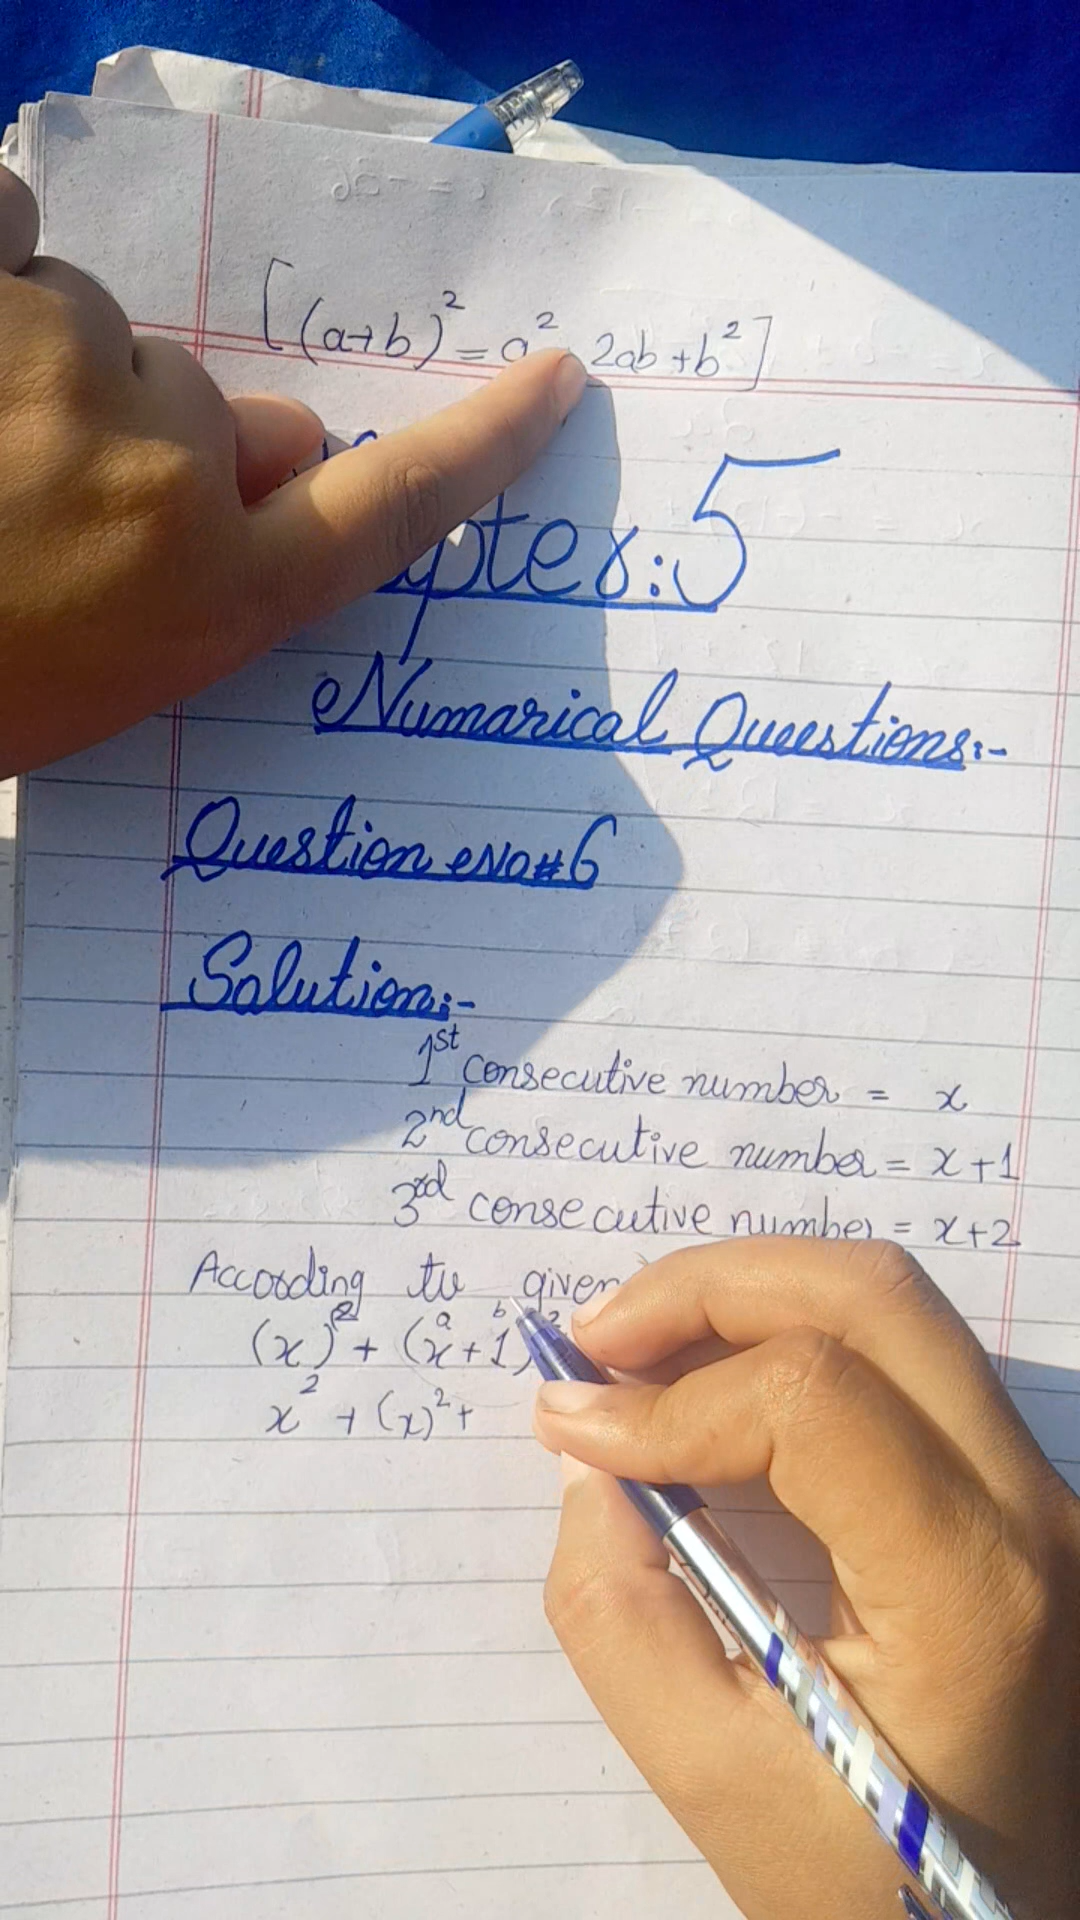 [(a+b)² = a² 2ab + b²]
pter: 5
Numarical Queestions:-
Question No#6
Solution:-
1st consecutive number = x
2nd consecutive number = x+1
3rd consecutive number = x+2
According to given
a b
(x)² + (x+1)²
x² + (x)² +